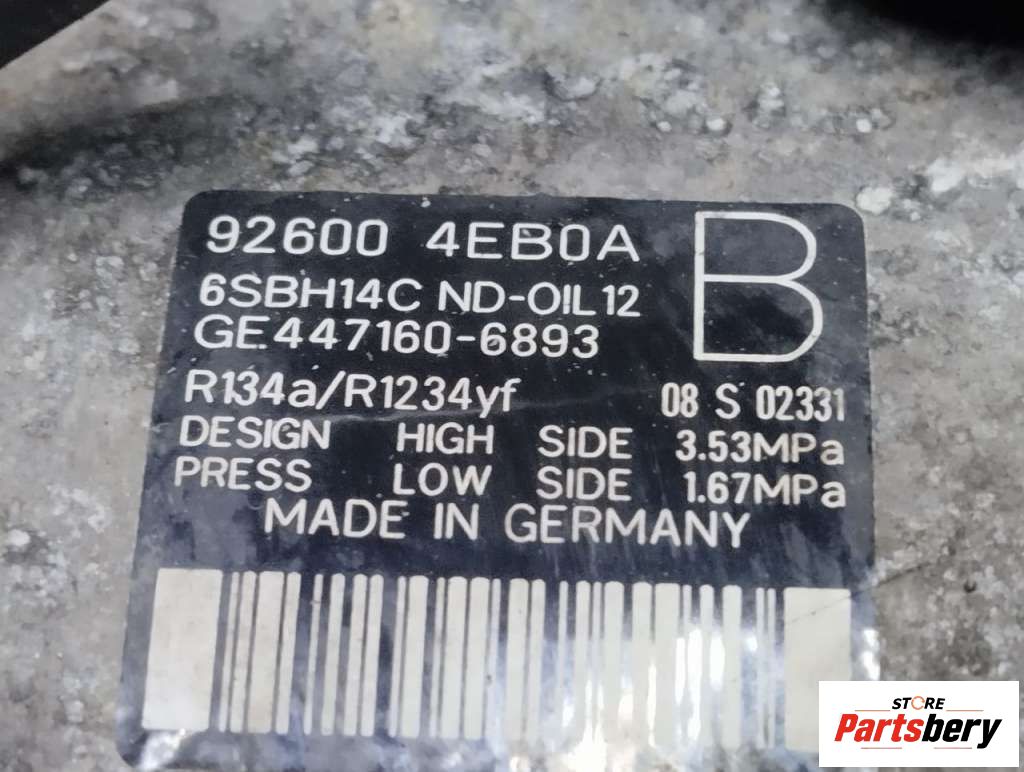 92600 4EB0A
B
6SBH14C ND-OIL12
GE447160-6893
R134a/R1234yf 08 S 02331
DESIGN HIGH SIDE 3.53MPa
PRESS LOW SIDE 1.67MPa
MADE IN GERMANY
STORE
Partsbery